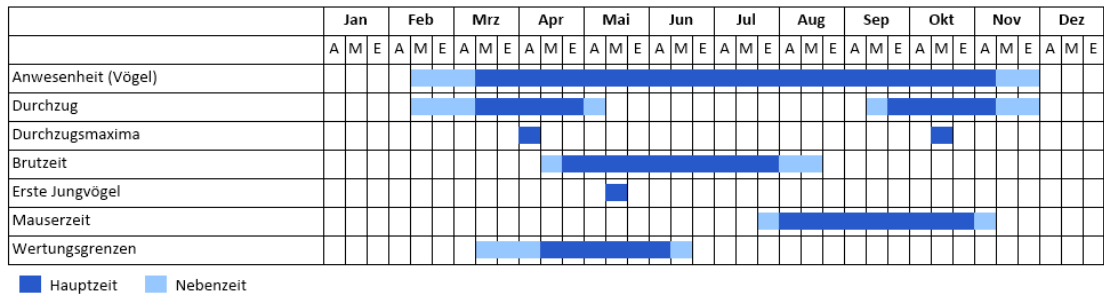 Jan Feb Mrz Apr Mai Jun Jul Aug Sep Okt Nov Dez
A M E A M E A M E A M E A M E A M E A M E A M E A M E A M E A M E A M E
Anwesenheit (Vögel)
Durchzug
Durchzugsmaxima
Brutzeit
Erste Jungvögel
Mauserzeit
Wertungsgrenzen
Hauptzeit Nebenzeit